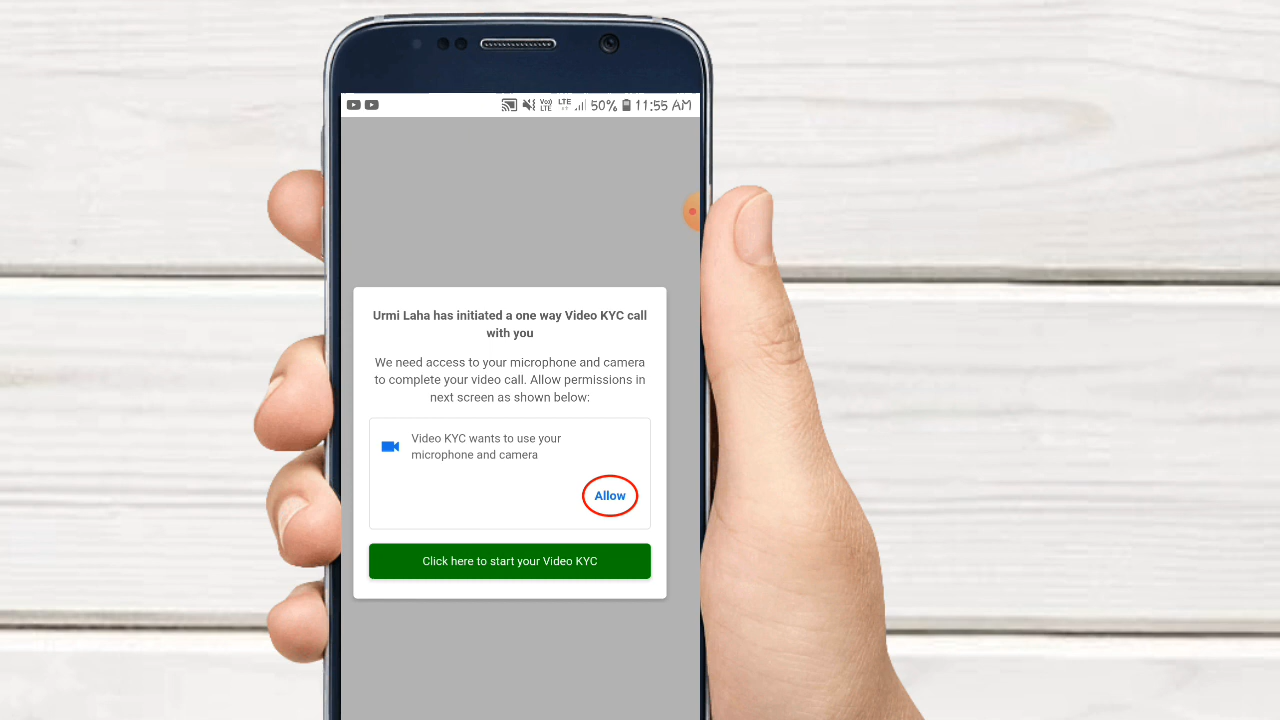 Voo LTE LTE 50% 11:55 AM
Urmi Laha has initiated a one way Video KYC call
with you
We need access to your microphone and camera
to complete your video call. Allow permissions in
next screen as shown below:
Video KYC wants to use your
microphone and camera
Allow
Click here to start your Video KYC